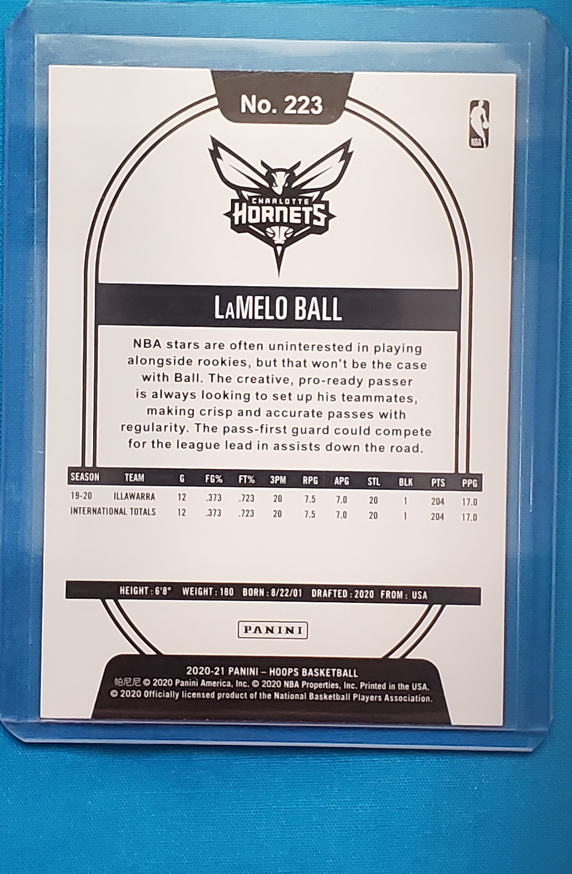 No. 223
NBA
CHARLOTTE
HORNETS
LAMELO BALL
NBA stars are often uninterested in playing
alongside rookies, but that won't be the case
with Ball. The creative, pro-ready passer
is always looking to set up his teammates,
making crisp and accurate passes with
regularity. The pass-first guard could compete
for the league lead in assists down the road.
SEASON TEAM G FG% FT% 3PM RPG APG STL BLK PTS PPG
19-20 ILLAWARRA 12 .373 .723 20 7.5 7.0 20 1 204 17.0
INTERNATIONAL TOTALS 12 .373 .723 20 7.5 7.0 20 1 204 17.0
HEIGHT: 6'8" WEIGHT: 180 BORN: 8/22/01 DRAFTED: 2020 FROM: USA
PANINI
2020-21 PANINI – HOOPS BASKETBALL
帕尼尼 © 2020 Panini America, Inc. © 2020 NBA Properties, Inc. Printed in the USA.
© 2020 Officially licensed product of the National Basketball Players Association.